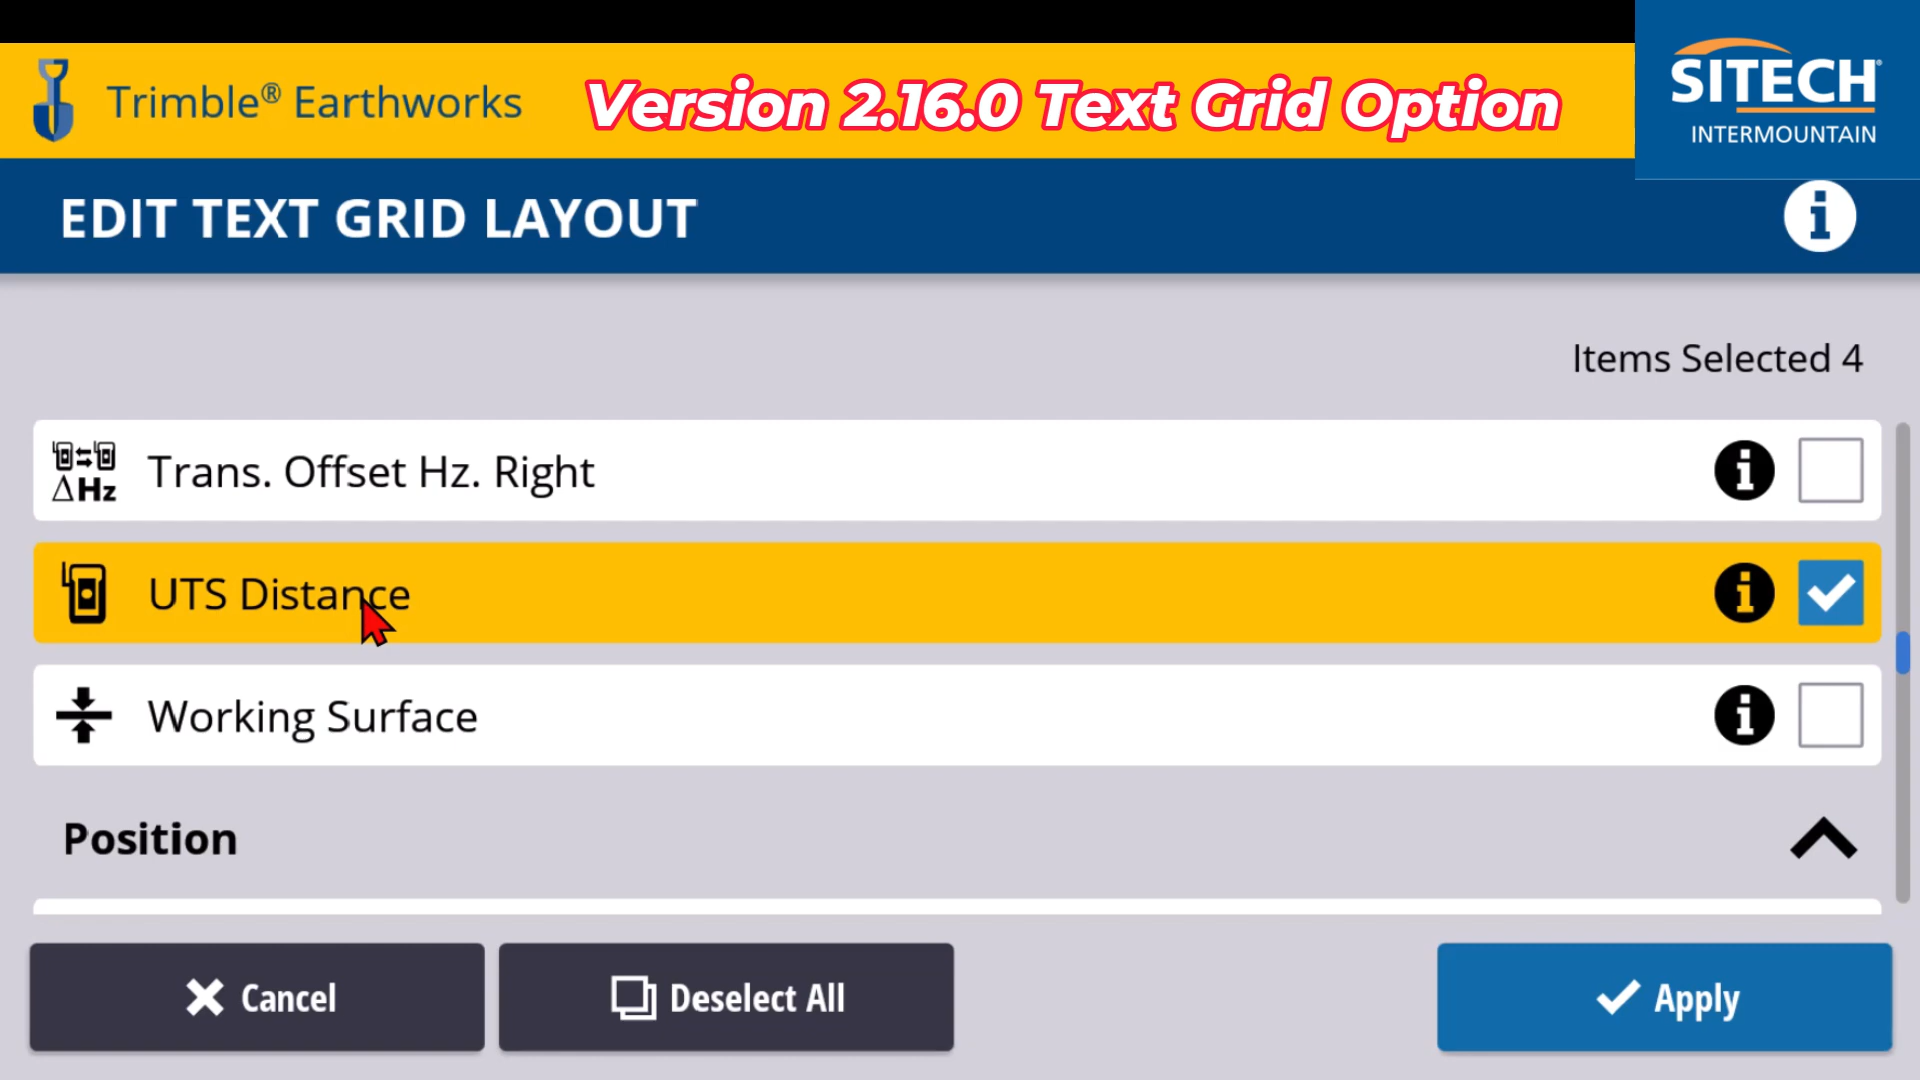 Trimble® Earthworks
Version 2.16.0 Text Grid Option
SITECH®
INTERMOUNTAIN
EDIT TEXT GRID LAYOUT
Items Selected 4
ΔHz
Trans. Offset Hz. Right
UTS Distance
Working Surface
Position
Cancel
Deselect All
Apply